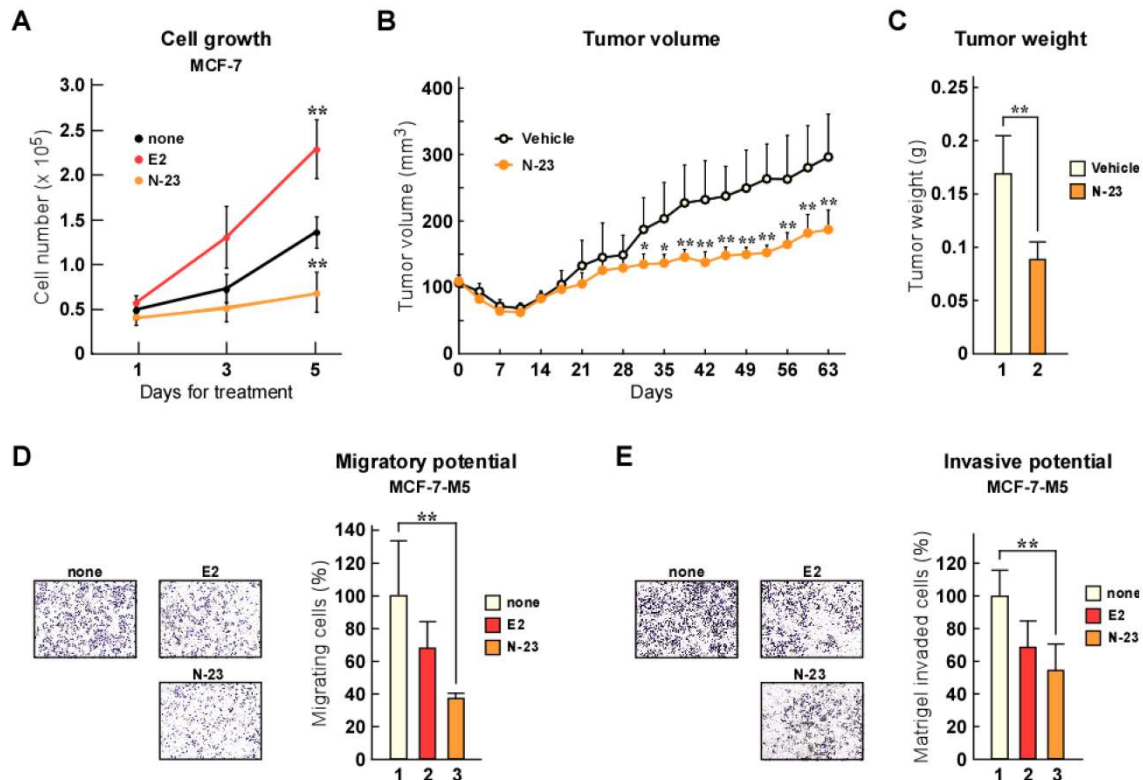 A
Cell growth
MCF-7
3.0
2.5
2.0
1.5
1.0
0.5
0
Cell number (x 10⁵)
none
E2
N-23
**
**
1 3 5
Days for treatment
B
Tumor volume
400
300
200
100
0
Tumor volume (mm³)
Vehicle
N-23
* * ** ** ** ** ** ** ** **
0 7 14 21 28 35 42 49 56 63
Days
C
Tumor weight
0.25
0.2
0.15
0.1
0.05
0
Tumor weight (g)
**
Vehicle
N-23
1 2
D
none
E2
N-23
Migratory potential
MCF-7-M5
140
120
100
80
60
40
20
0
Migrating cells (%)
**
none
E2
N-23
1 2 3
E
none
E2
N-23
Invasive potential
MCF-7-M5
120
100
80
60
40
20
0
Matrigel invaded cells (%)
**
none
E2
N-23
1 2 3